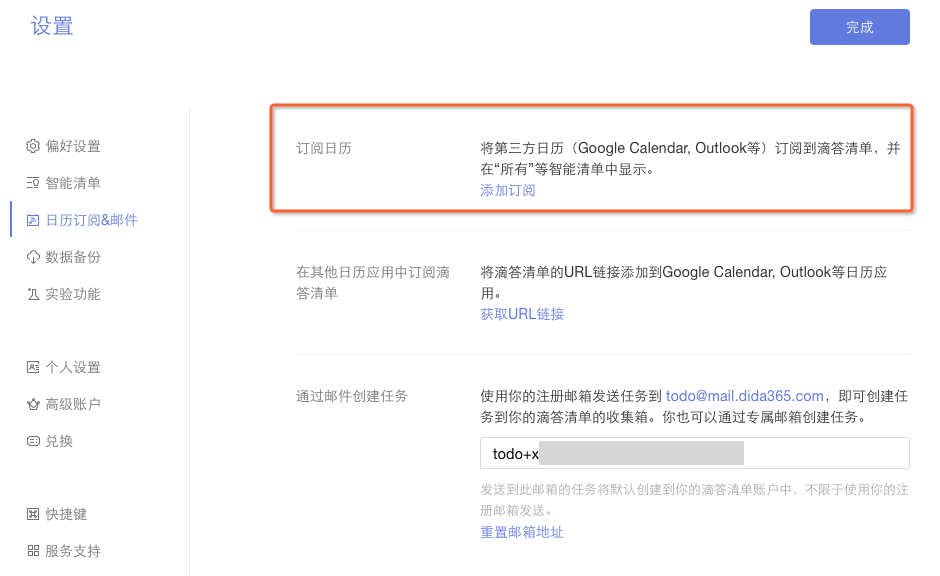 设置
完成
偏好设置
智能清单
日历订阅&邮件
数据备份
实验功能
个人设置
高级账户
兑换
快捷键
服务支持
订阅日历
将第三方日历（Google Calendar, Outlook等）订阅到滴答清单，并
在“所有”等智能清单中显示。
添加订阅
在其他日历应用中订阅滴
答清单
将滴答清单的URL链接添加到Google Calendar, Outlook等日历应
用。
获取URL链接
通过邮件创建任务
使用你的注册邮箱发送任务到 todo@mail.dida365.com，即可创建任
务到你的滴答清单的收集箱。你也可以通过专属邮箱创建任务。
todo+x
发送到此邮箱的任务将默认创建到你的滴答清单账户中，不限于使用你的注
册邮箱发送。
重置邮箱地址